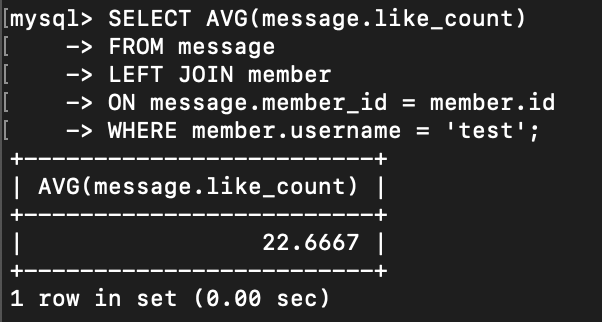 mysql> SELECT AVG(message.like_count)
    -> FROM message
    -> LEFT JOIN member
    -> ON message.member_id = member.id
    -> WHERE member.username = 'test';
+-------------------------+
| AVG(message.like_count) |
+-------------------------+
|                 22.6667 |
+-------------------------+
1 row in set (0.00 sec)